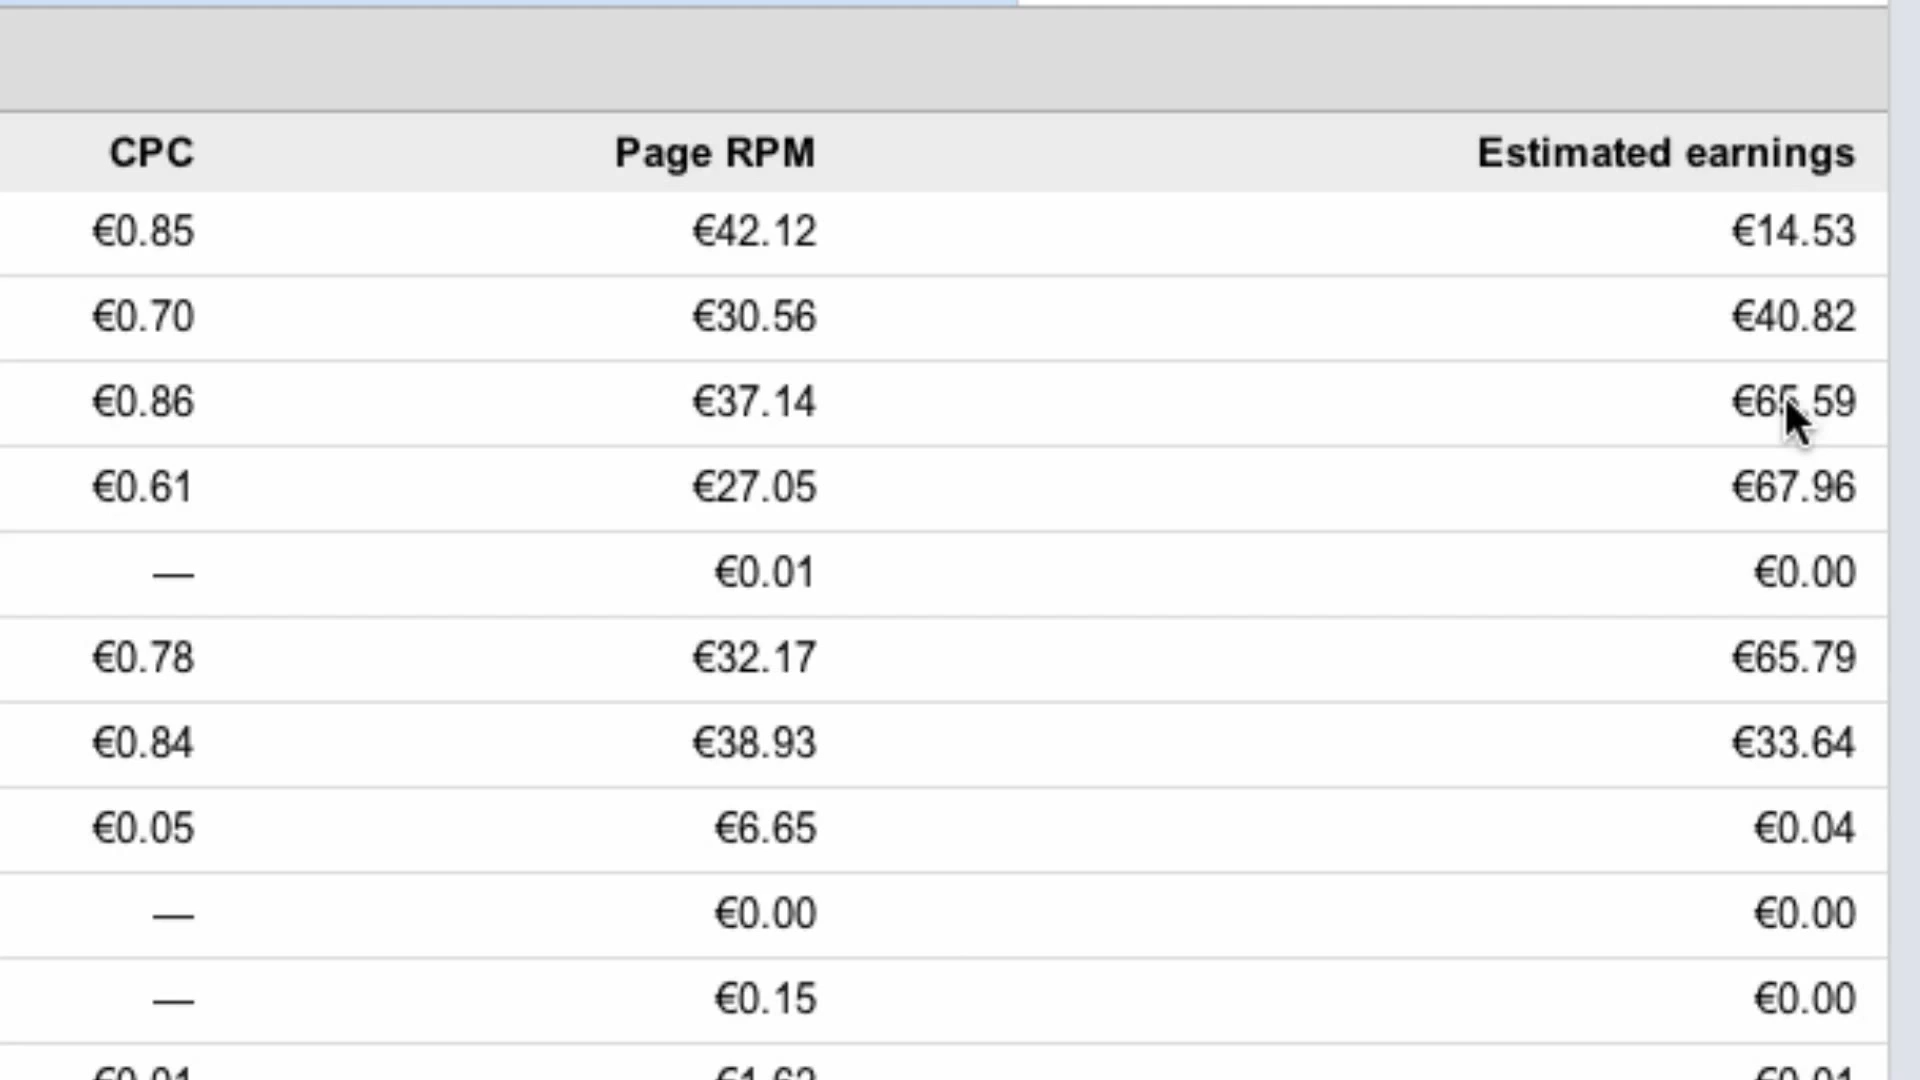 CPC Page RPM Estimated earnings
€0.85 €42.12 €14.53
€0.70 €30.56 €40.82
€0.86 €37.14 €65.59
€0.61 €27.05 €67.96
— €0.01 €0.00
€0.78 €32.17 €65.79
€0.84 €38.93 €33.64
€0.05 €6.65 €0.04
— €0.00 €0.00
— €0.15 €0.00